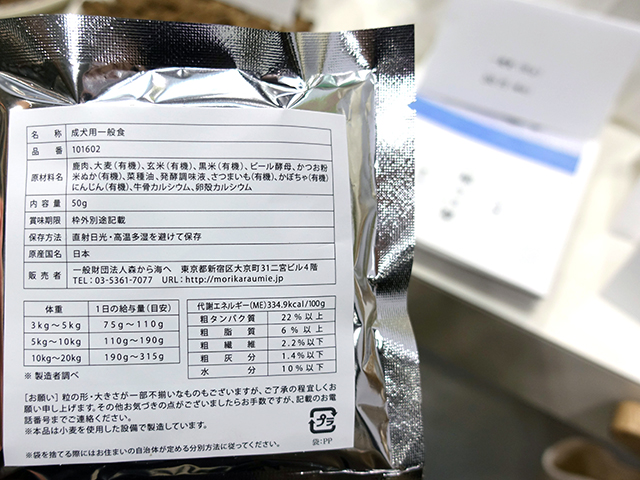 名 称 成犬用一般食
品 番 101602
原材料名 鹿肉、大麦(有機)、玄米(有機)、黒米(有機)、ビール酵母、かつお粉
米ぬか(有機)、菜種油、発酵調味液、さつまいも(有機)、かぼちゃ(有機)
にんじん(有機)、牛骨カルシウム、卵殻カルシウム
内 容 量 50g
賞味期限 枠外別途記載
保存方法 直射日光・高温多湿を避けて保存
原産国名 日本
販 売 者 一般財団法人森から海へ 東京都新宿区大京町31二宮ビル4階
TEL:03-5361-7077 URL:http://morikaraumie.jp
体重 1日の給与量(目安)
3kg〜5kg 75g〜110g
5kg〜10kg 110g〜190g
10kg〜20kg 190g〜315g
※ 製造者調べ
代謝エネルギー(ME)334.9kcal/100g
粗タンパク質 22%以上
粗 脂 質 6%以上
粗 繊 維 2.2%以下
粗 灰 分 1.4%以下
水 分 10%以下
[お願い] 粒の形・大きさが一部不揃いなものもございますが、ご了承の程宜しくお
願い申し上げます。その他お気づきの点がございましたらお手数ですが、記載のお電
話番号までご連絡ください。
※本品は小麦を使用した設備で製造しています。
プラ
袋:PP
※袋を捨てる際にはお住まいの自治体が定める分別方法に従ってください。